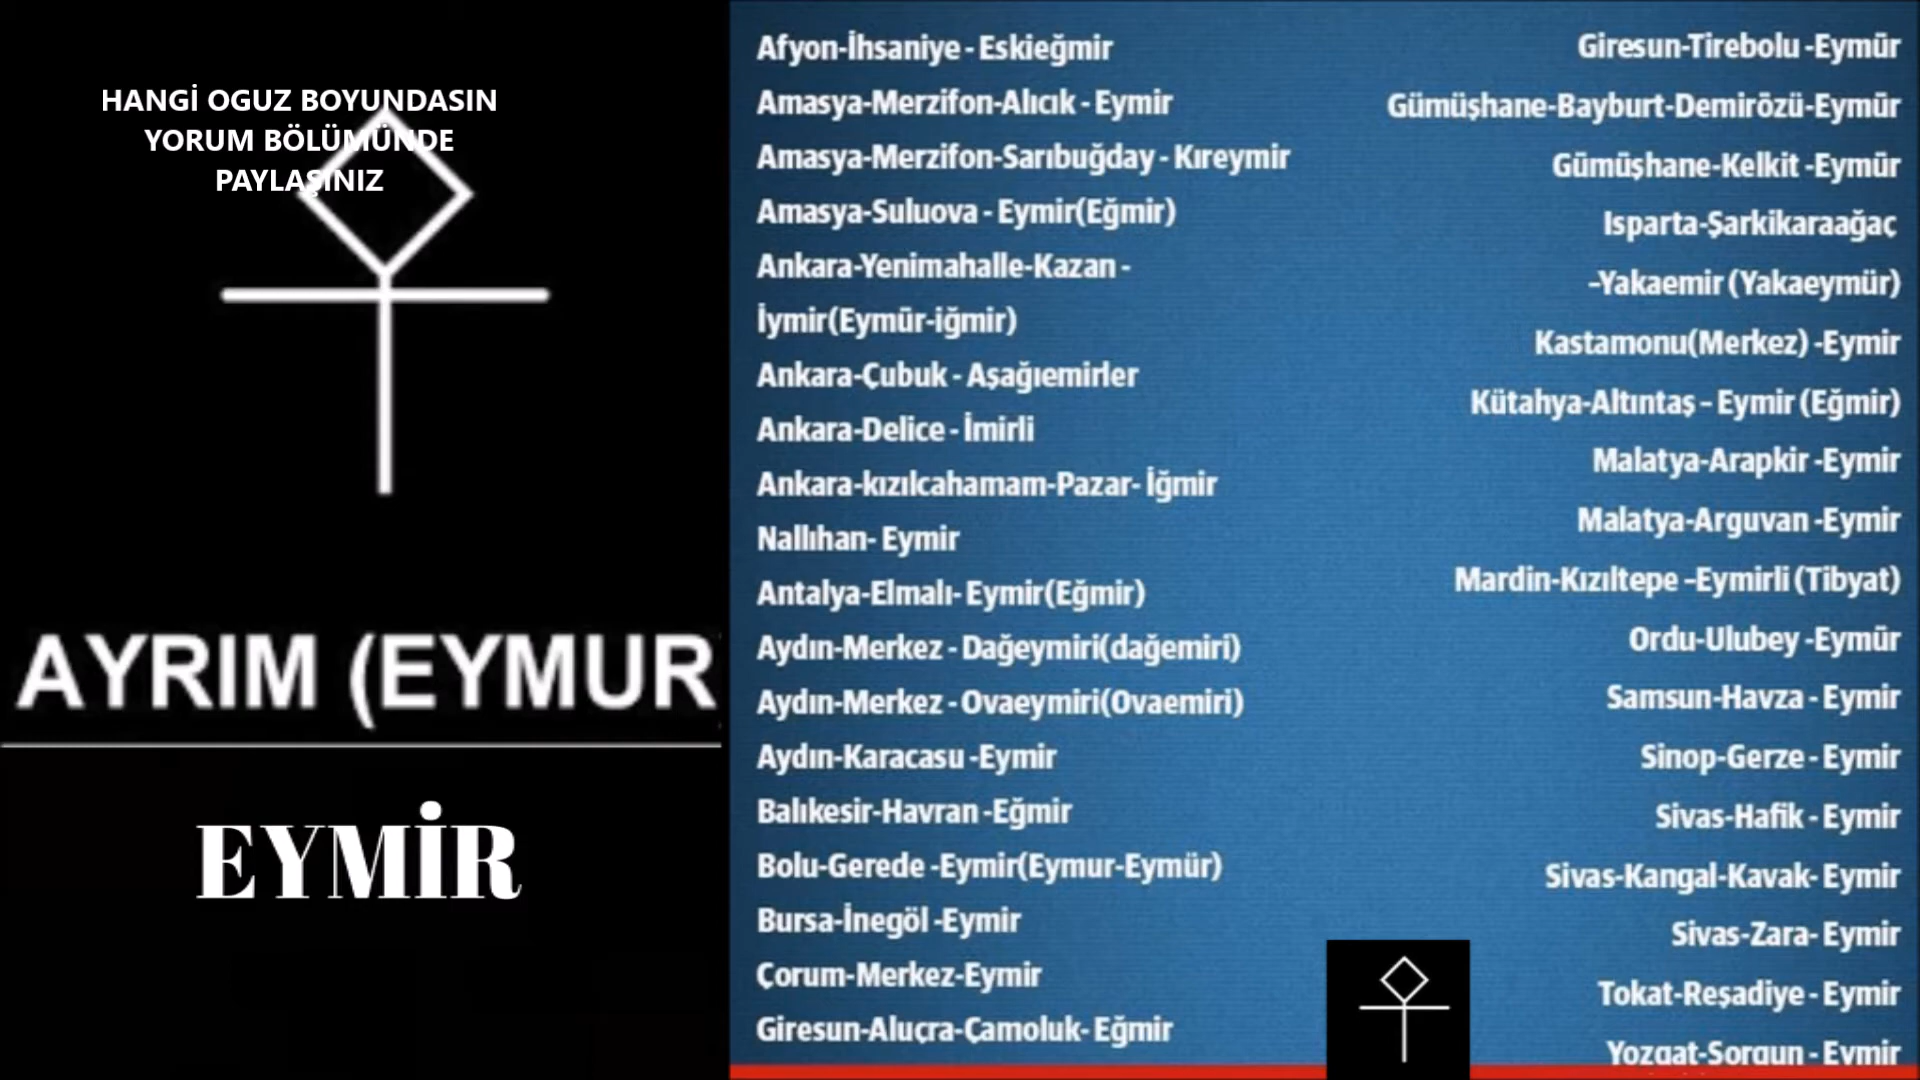 HANGİ OGUZ BOYUNDASIN
YORUM BÖLÜMÜNDE
PAYLAŞINIZ
AYRIM (EYMUR
EYMİR
Afyon-İhsaniye - Eskieğmir
Amasya-Merzifon-Alıcık - Eymir
Amasya-Merzifon-Sarıbuğday - Kıreymir
Amasya-Suluova - Eymir(Eğmir)
Ankara-Yenimahalle-Kazan -
İymir(Eymür-iğmir)
Ankara-Çubuk - Aşağıemirler
Ankara-Delice - İmirli
Ankara-kızılcahamam-Pazar- İğmir
Nallıhan- Eymir
Antalya-Elmalı- Eymir(Eğmir)
Aydın-Merkez - Dağeymiri(dağemiri)
Aydın-Merkez - Ovaeymiri(Ovaemiri)
Aydın-Karacasu -Eymir
Balıkesir-Havran -Eğmir
Bolu-Gerede -Eymir(Eymur-Eymür)
Bursa-İnegöl -Eymir
Çorum-Merkez-Eymir
Giresun-Aluçra-Çamoluk- Eğmir
Giresun-Tirebolu -Eymür
Gümüşhane-Bayburt-Demirözü-Eymür
Gümüşhane-Kelkit -Eymür
Isparta-Şarkikaraağaç
-Yakaemir (Yakaeymür)
Kastamonu(Merkez) -Eymir
Kütahya-Altıntaş - Eymir (Eğmir)
Malatya-Arapkir -Eymir
Malatya-Arguvan -Eymir
Mardin-Kızıltepe -Eymirli (Tibyat)
Ordu-Ulubey -Eymür
Samsun-Havza - Eymir
Sinop-Gerze - Eymir
Sivas-Hafik - Eymir
Sivas-Kangal-Kavak- Eymir
Sivas-Zara- Eymir
Tokat-Reşadiye - Eymir
Yozgat-Sorgun - Eymir